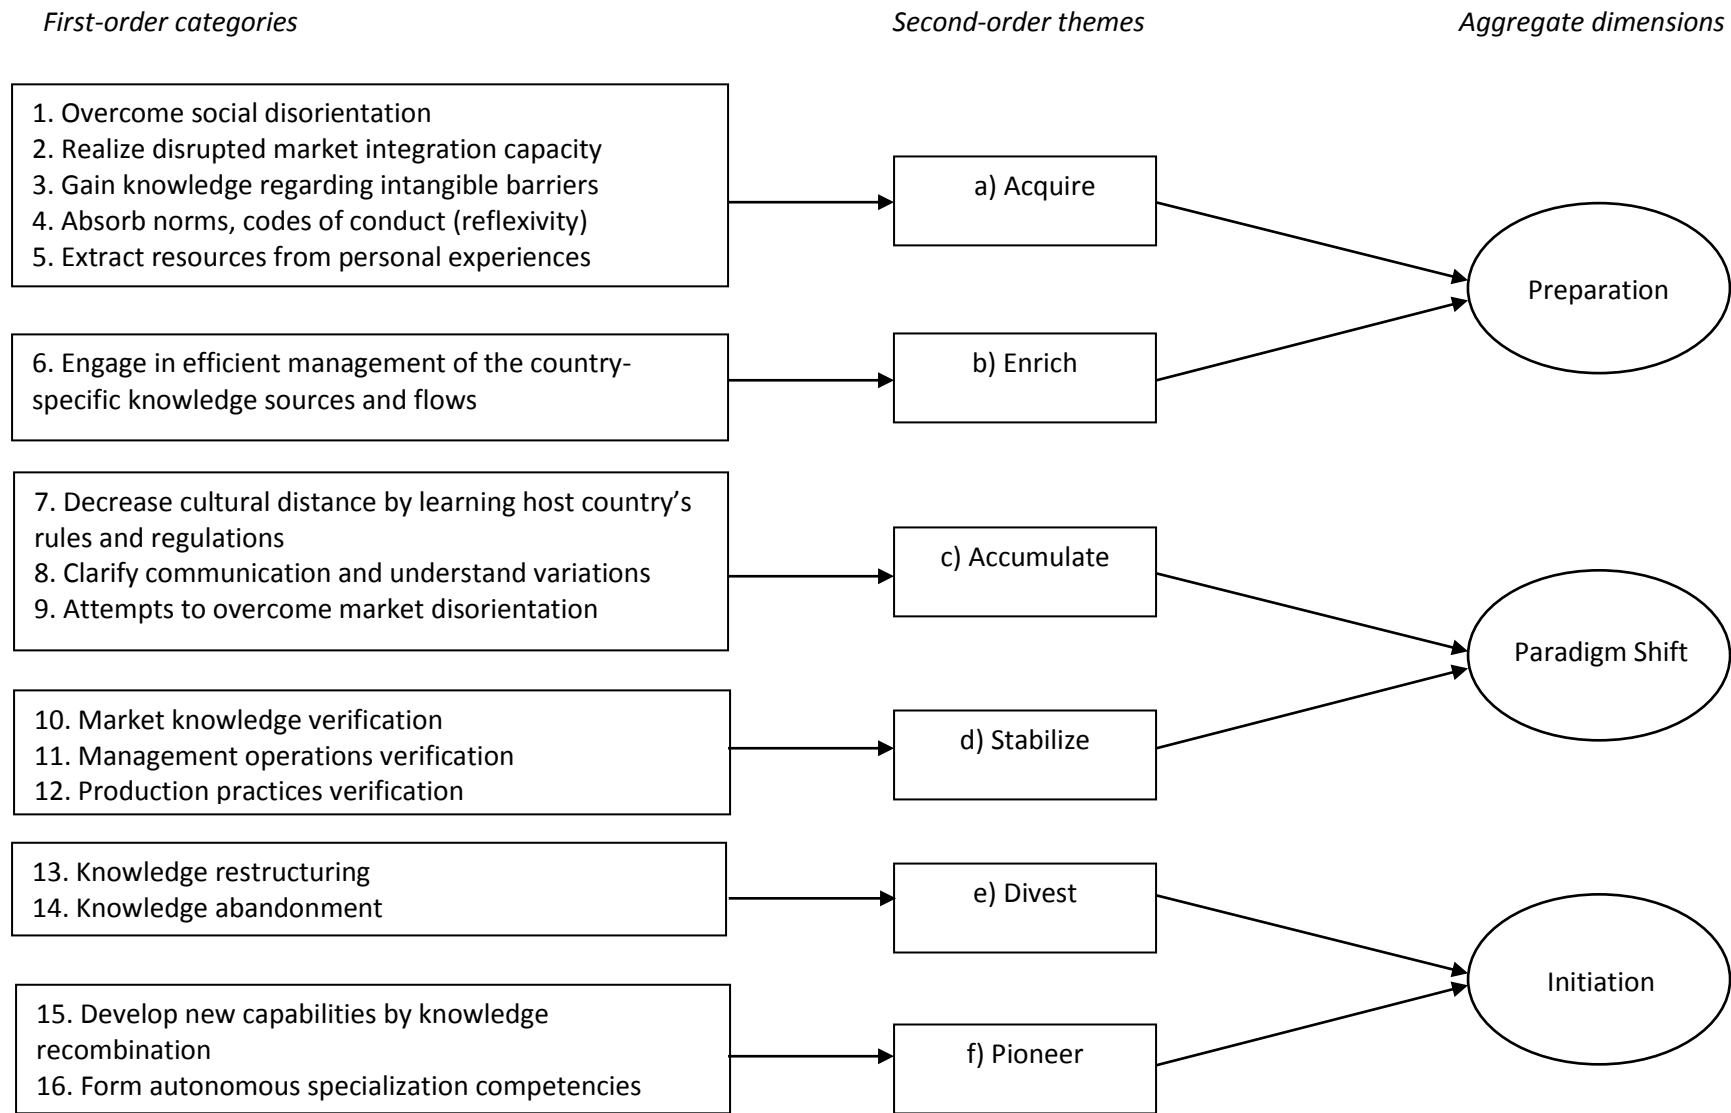 First-order categories
Second-order themes
Aggregate dimensions
1. Overcome social disorientation
2. Realize disrupted market integration capacity
3. Gain knowledge regarding intangible barriers
4. Absorb norms, codes of conduct (reflexivity)
5. Extract resources from personal experiences
a) Acquire
Preparation
6. Engage in efficient management of the country-
specific knowledge sources and flows
b) Enrich
7. Decrease cultural distance by learning host country’s
rules and regulations
8. Clarify communication and understand variations
9. Attempts to overcome market disorientation
c) Accumulate
Paradigm Shift
10. Market knowledge verification
11. Management operations verification
12. Production practices verification
d) Stabilize
13. Knowledge restructuring
14. Knowledge abandonment
e) Divest
Initiation
15. Develop new capabilities by knowledge
recombination
16. Form autonomous specialization competencies
f) Pioneer